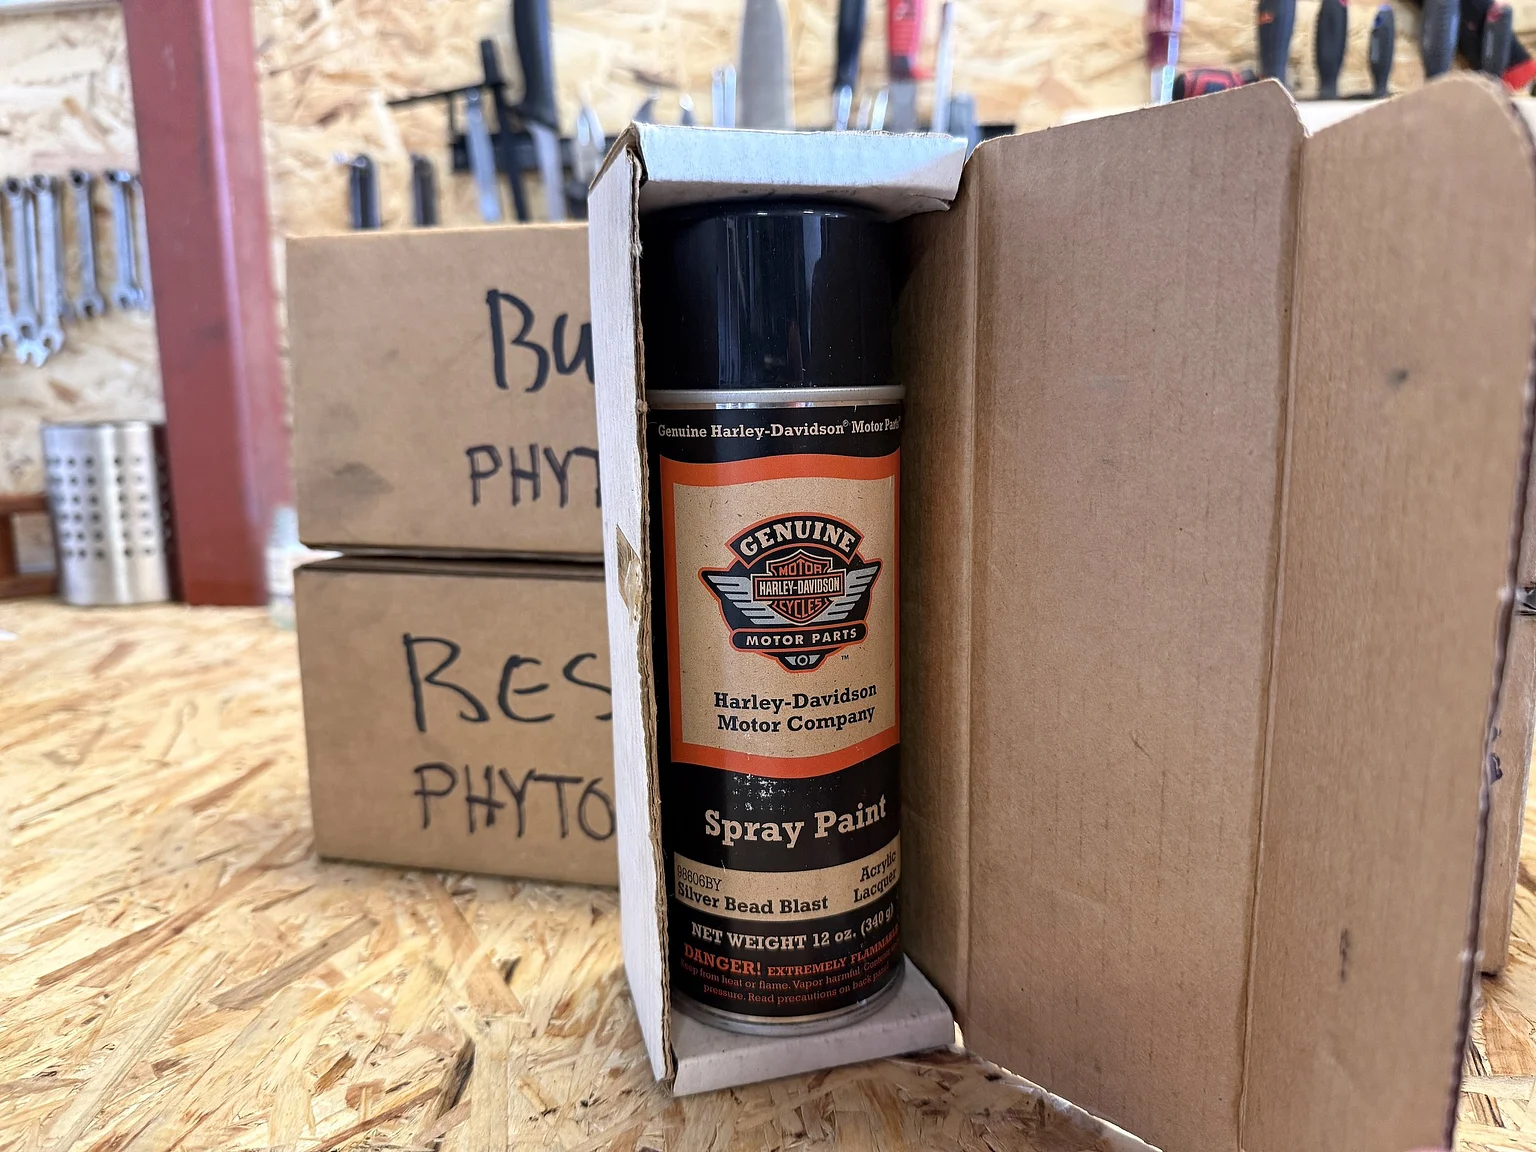 Bu
PHYT
RES
PHYTO
Genuine Harley-Davidson® Motor Parts
GENUINE
MOTOR
HARLEY-DAVIDSON
CYCLES
MOTOR PARTS
TM
Harley-Davidson
Motor Company
Spray Paint
98606BY
Silver Bead Blast
Acrylic
Lacquer
NET WEIGHT 12 oz. (340 g)
DANGER! EXTREMELY FLAMMABLE
Keep from heat or flame. Vapor harmful.
pressure. Read precautions on back